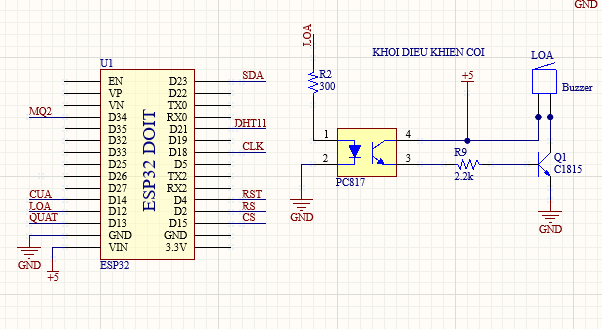 GND
LOA
KHOI DIEU KHIEN COI
LOA
U1
EN
VP
VN
MQ2 D34
D35
D32
D33
D25
D26
D27
CUA D14
LOA D12
QUAT D13
GND
VIN
ESP32 DOIT
D23 SDA
D22
TX0
RX0
D21 DHT11
D19
D18 CLK
D5
TX2
RX2
D4 RST
D2 RS
D15 CS
GND
3.3V
GND
+5
ESP32
R2
300
+5
Buzzer
1
4
2
3
PC817
R9
2.2k
Q1
C1815
GND
GND